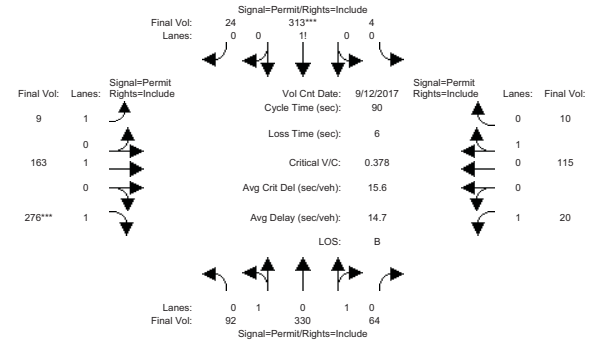 Signal=Permit/Rights=Include
Final Vol: 24 313*** 4
Lanes: 0 0 1! 0 0
Signal=Permit
Final Vol: Lanes: Rights=Include
Vol Cnt Date: 9/12/2017
Signal=Permit
Rights=Include Lanes: Final Vol:
Cycle Time (sec): 90
9 1
0 10
Loss Time (sec): 6
0
1
163 1
Critical V/C: 0.378
0 115
0
Avg Crit Del (sec/veh): 15.6
0
276*** 1
Avg Delay (sec/veh): 14.7
1 20
LOS: B
Lanes: 0 1 0 1 0
Final Vol: 92 330 64
Signal=Permit/Rights=Include